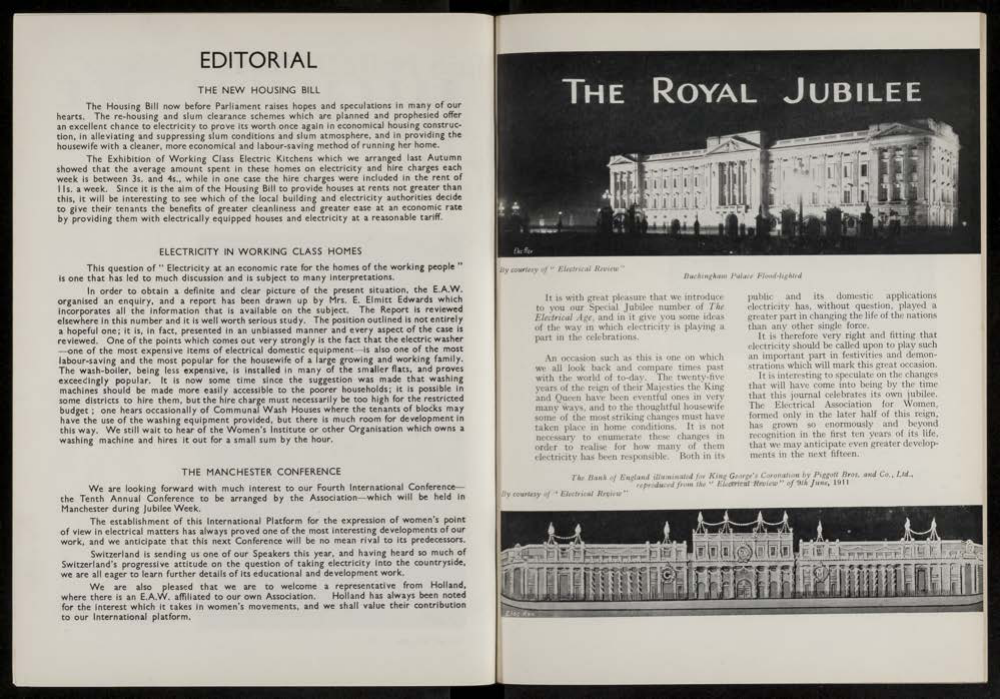 EDITORIAL
THE NEW HOUSING BILL
The Housing Bill now before Parliament raises hopes and speculations in many of our
hearts. The re-housing and slum clearance schemes which are planned and prophesied offer
an excellent chance to electricity to prove its worth once again in economical housing construc-
tion, in alleviating and suppressing slum conditions and slum atmosphere, and in providing the
housewife with a cleaner, more economical and labour-saving method of running her home.
The Exhibition of Working Class Electric Kitchens which we arranged last Autumn
showed that the average amount spent in these homes on electricity and hire charges each
week is between 3s. and 4s., while in one case the hire charges were included in the rent of
11s. a week. Since it is the aim of the Housing Bill to provide houses at rents not greater than
this, it will be interesting to see which of the local building and electricity authorities decide
to give their tenants the benefits of greater cleanliness and greater ease at an economic rate
by providing them with electrically equipped houses and electricity at a reasonable tariff.
ELECTRICITY IN WORKING CLASS HOMES
This question of " Electricity at an economic rate for the homes of the working people "
is one that has led to much discussion and is subject to many interpretations.
In order to obtain a definite and clear picture of the present situation, the E.A.W.
organised an enquiry, and a report has been drawn up by Mrs. E. Elmitt Edwards which
incorporates all the information that is available on the subject. The Report is reviewed
elsewhere in this number and it is well worth serious study. The position outlined is not entirely
a hopeful one; it is, in fact, presented in an unbiassed manner and every aspect of the case is
reviewed. One of the points which comes out very strongly is the fact that the electric washer
—one of the most expensive items of electrical domestic equipment—is also one of the most
labour-saving and the most popular for the housewife of a large growing and working family.
The wash-boiler, being less expensive, is installed in many of the smaller flats, and proves
exceedingly popular. It is now some time since the suggestion was made that washing
machines should be made more easily accessible to the poorer households; it is possible in
some districts to hire them, but the hire charge must necessarily be too high for the restricted
budget ; one hears occasionally of Communal Wash Houses where the tenants of blocks may
have the use of the washing equipment provided, but there is much room for development in
this way. We still wait to hear of the Women's Institute or other Organisation which owns a
washing machine and hires it out for a small sum by the hour.
THE MANCHESTER CONFERENCE
We are looking forward with much interest to our Fourth International Conference—
the Tenth Annual Conference to be arranged by the Association—which will be held in
Manchester during Jubilee Week.
The establishment of this International Platform for the expression of women's point
of view in electrical matters has always proved one of the most interesting developments of our
work, and we anticipate that this next Conference will be no mean rival to its predecessors.
Switzerland is sending us one of our Speakers this year, and having heard so much of
Switzerland's progressive attitude on the question of taking electricity into the countryside,
we are all eager to learn further details of its educational and development work.
We are also pleased that we are to welcome a representative from Holland,
where there is an E.A.W. affiliated to our own Association. Holland has always been noted
for the interest which it takes in women's movements, and we shall value their contribution
to our International platform.
THE ROYAL JUBILEE
Elec Rev
By courtesy of " Electrical Review "
Buckingham Palace Flood-lighted
It is with great pleasure that we introduce
to you our Special Jubilee number of The
Electrical Age, and in it give you some ideas
of the way in which electricity is playing a
part in the celebrations.
An occasion such as this is one on which
we all look back and compare times past
with the world of to-day. The twenty-five
years of the reign of their Majesties the King
and Queen have been eventful ones in very
many ways, and to the thoughtful housewife
some of the most striking changes must have
taken place in home conditions. It is not
necessary to enumerate these changes in
order to realise for how many of them
electricity has been responsible. Both in its
public and its domestic applications
electricity has, without question, played a
greater part in changing the life of the nations
than any other single force.
It is therefore very right and fitting that
electricity should be called upon to play such
an important part in festivities and demon-
strations which will mark this great occasion.
It is interesting to speculate on the changes
that will have come into being by the time
that this journal celebrates its own jubilee.
The Electrical Association for Women,
formed only in the later half of this reign,
has grown so enormously and beyond
recognition in the first ten years of its life,
that we may anticipate even greater develop-
ments in the next fifteen.
The Bank of England illuminated for King George's Coronation by Piggott Bros. and Co., Ltd.,
reproduced from the " Electrical Review " of 9th June, 1911
By courtesy of " Electrical Review "
Elec Rev